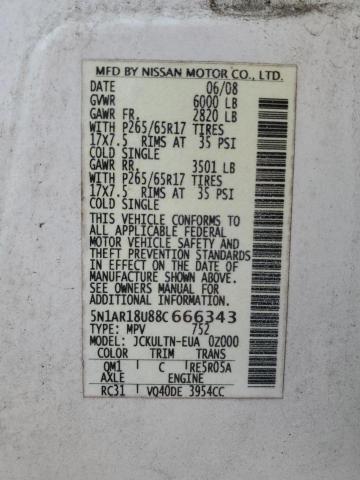 MFD BY NISSAN MOTOR CO., LTD.
DATE 06/08
GVWR 6000 LB
GAWR FR. 2820 LB
WITH P265/65R17 TIRES
17X7.5 RIMS AT 35 PSI
COLD SINGLE
GAWR RR. 3501 LB
WITH P265/65R17 TIRES
17X7.5 RIMS AT 35 PSI
COLD SINGLE
THIS VEHICLE CONFORMS TO
ALL APPLICABLE FEDERAL
MOTOR VEHICLE SAFETY AND
THEFT PREVENTION STANDARDS
IN EFFECT ON THE DATE OF
MANUFACTURE SHOWN ABOVE.
SEE OWNERS MANUAL FOR
ADDITIONAL INFORMATION.
5N1AR18U88C666343
TYPE: MPV 752
MODEL: JCKULTN-EUA 0Z000
COLOR TRIM TRANS
QM1 C RE5R05A
AXLE ENGINE
RC31 VQ40DE 3954CC